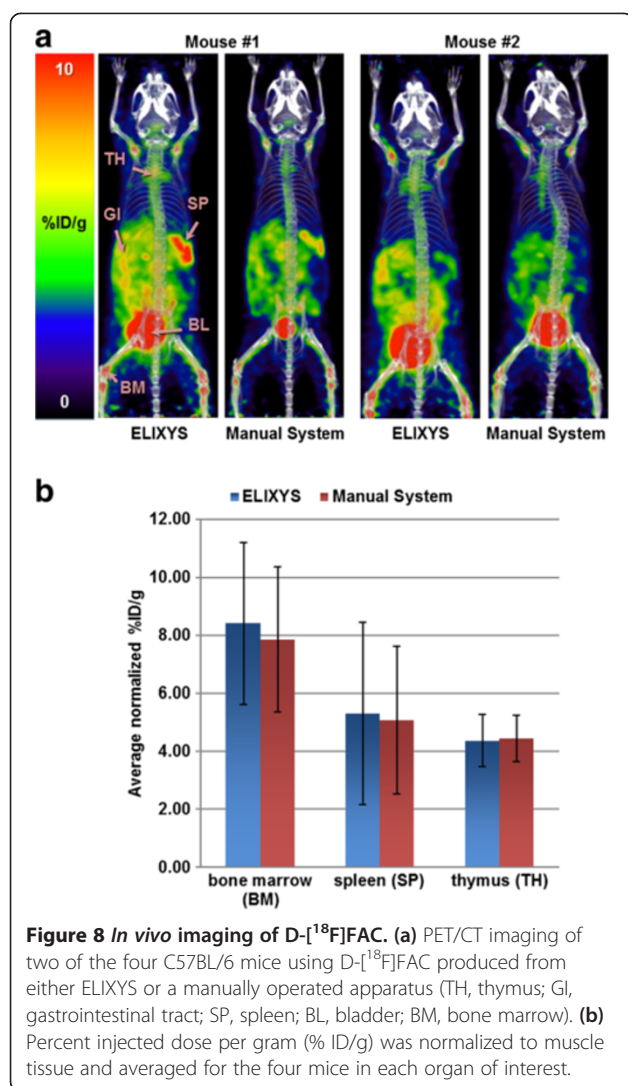 a
Mouse #1 Mouse #2
10
%ID/g
0
TH
GI
SP
BL
BM
ELIXYS Manual System ELIXYS Manual System
b
ELIXYS Manual System
Average normalized %ID/g
12.00
10.00
8.00
6.00
4.00
2.00
0.00
bone marrow (BM)
spleen (SP)
thymus (TH)
Figure 8 In vivo imaging of D-[18F]FAC. (a) PET/CT imaging of
two of the four C57BL/6 mice using D-[18F]FAC produced from
either ELIXYS or a manually operated apparatus (TH, thymus; GI,
gastrointestinal tract; SP, spleen; BL, bladder; BM, bone marrow). (b)
Percent injected dose per gram (% ID/g) was normalized to muscle
tissue and averaged for the four mice in each organ of interest.